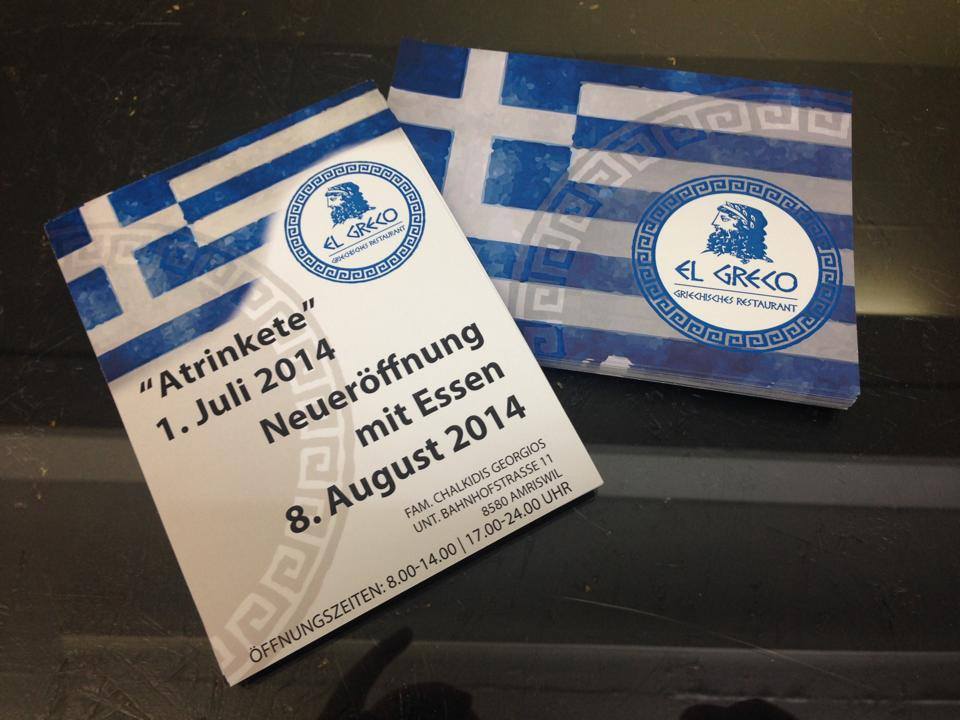 EL GRECO
GRIECHISCHES RESTAURANT
“Atrinkete”
1. Juli 2014
Neueröffnung
mit Essen
8. August 2014
FAM. CHALKIDIS GEORGIOS
UNT. BAHNHOFSTRASSE 11
8580 AMRISWIL
ÖFFNUNGSZEITEN: 8.00-14.00 | 17.00-24.00 UHR
EL GRECO
GRIECHISCHES RESTAURANT